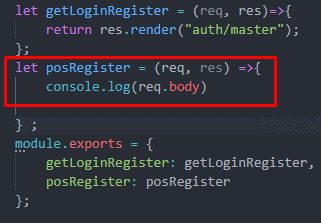 let getLoginRegister = (req, res)=>{
return res.render("auth/master");
};
let posRegister = (req, res) =>{
console.log(req.body)
} ;
module.exports = {
getLoginRegister: getLoginRegister,
posRegister: posRegister
};